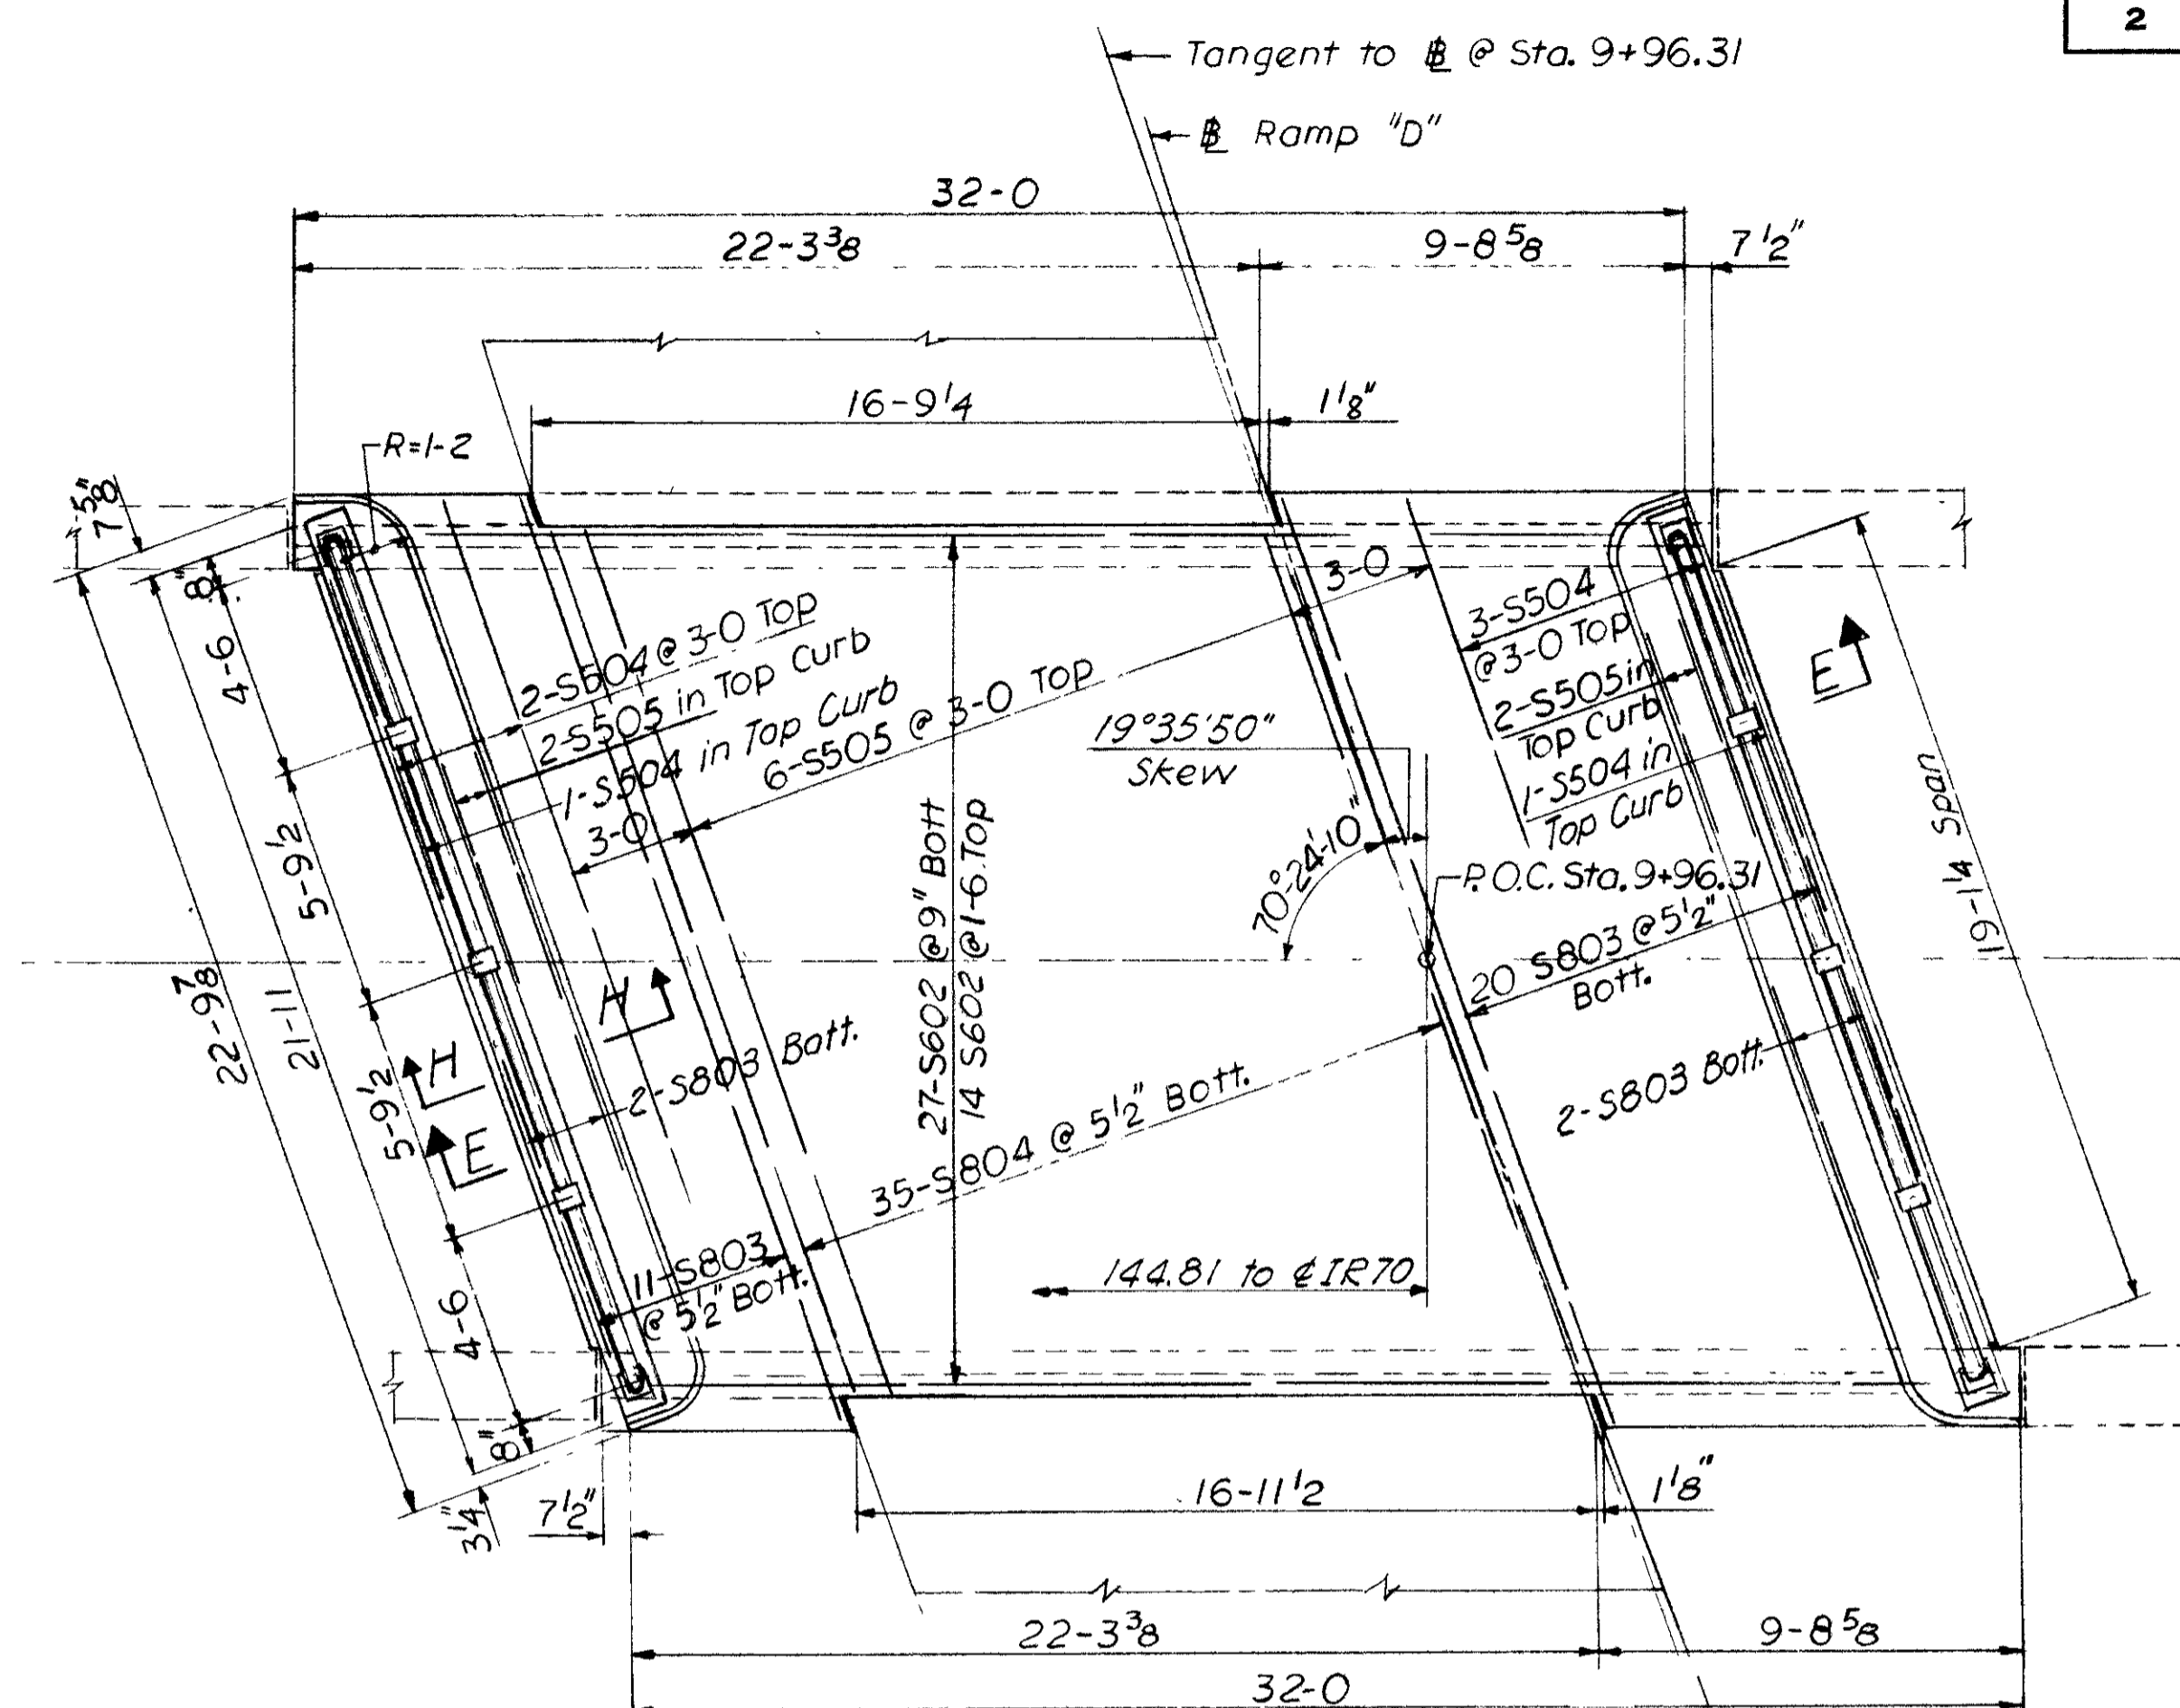 2
Tangent to ⅊ @ Sta. 9+96.31
Ramp "D"
32-0
22-3 3/8
9-8 5/8
7 1/2"
16-9 1/4
1 1/8"
R=1-2
7 5/8"
8"
4-6
5-9 1/2
5-9 1/2
4-6
8"
3 1/4"
22-9 7/8
21-11
2-S504 @ 3-0 Top
2-S505 in Top Curb
1-S504 in Top Curb
6-S505 @ 3-0 Top
3-0
3-0
3-S504
@3-0 Top
2-S505 in
Top Curb
1-S504 in
Top Curb
E
19°35'50"
Skew
70°-24'-10"
P.O.C. Sta. 9+96.31
19-1 1/4 Span
27-S602 @ 9" Bott
14 S602 @ 1-6 Top
20 S803 @ 5 1/2"
Bott.
H
H
E
2-S803 Bott.
2-S803 Bott.
35-S804 @ 5 1/2" Bott.
11-S803
@ 5 1/2" Bott.
144.81 to ℄ IR70
7 1/2"
16-11 1/2
1 1/8"
22-3 3/8
9-8 5/8
32-0